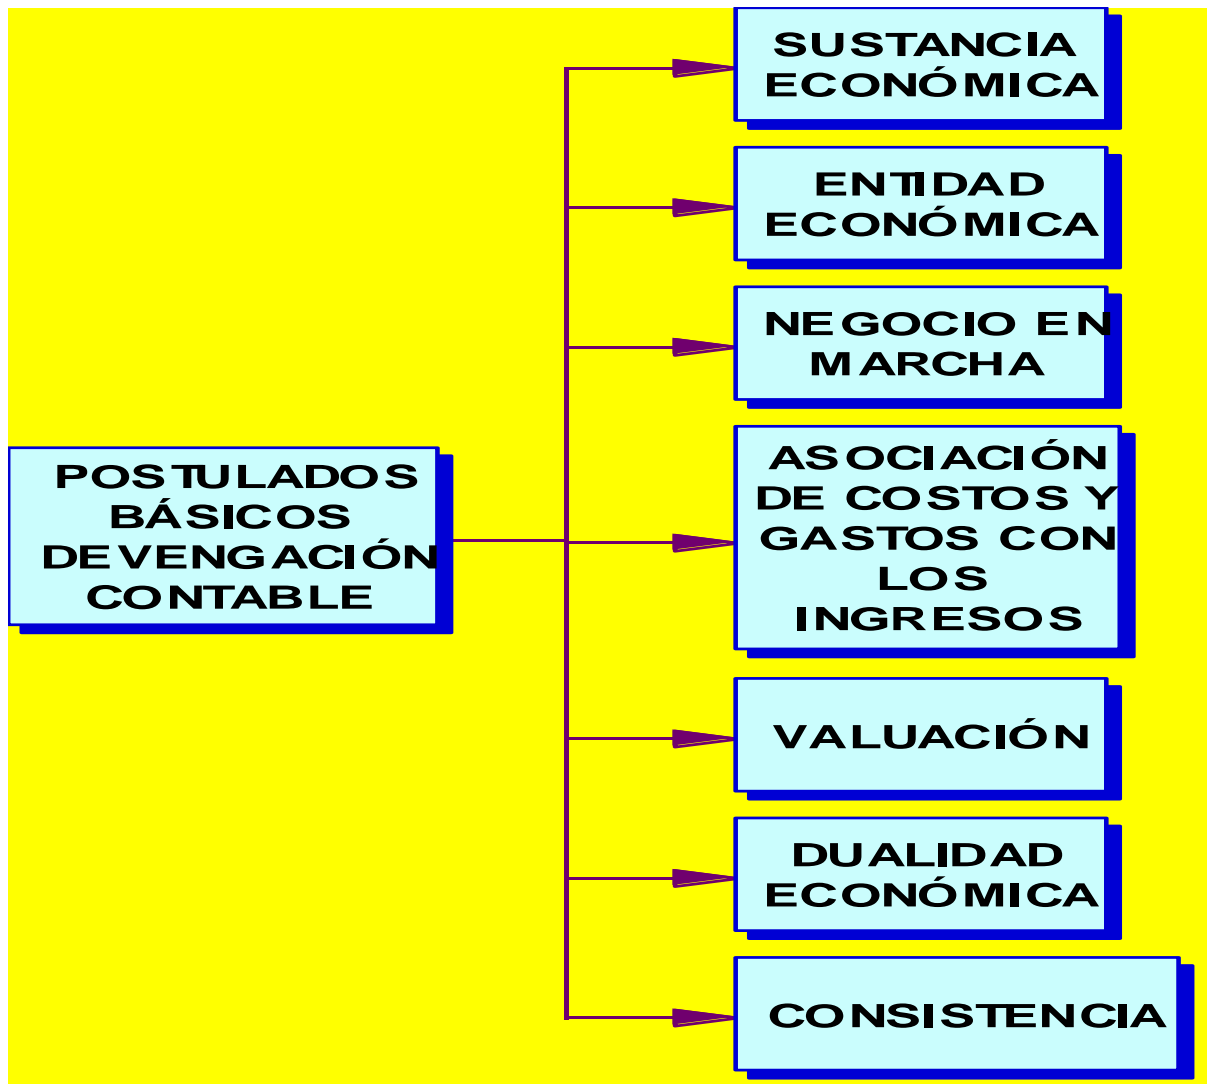 SUSTANCIA
ECONÓMICA
ENTIDAD
ECONÓMICA
NEGOCIO EN
MARCHA
POSTULADOS
BÁSICOS
DEVENGACIÓN
CONTABLE
ASOCIACIÓN
DE COSTOS Y
GASTOS CON
LOS
INGRESOS
VALUACIÓN
DUALIDAD
ECONÓMICA
CONSISTENCIA